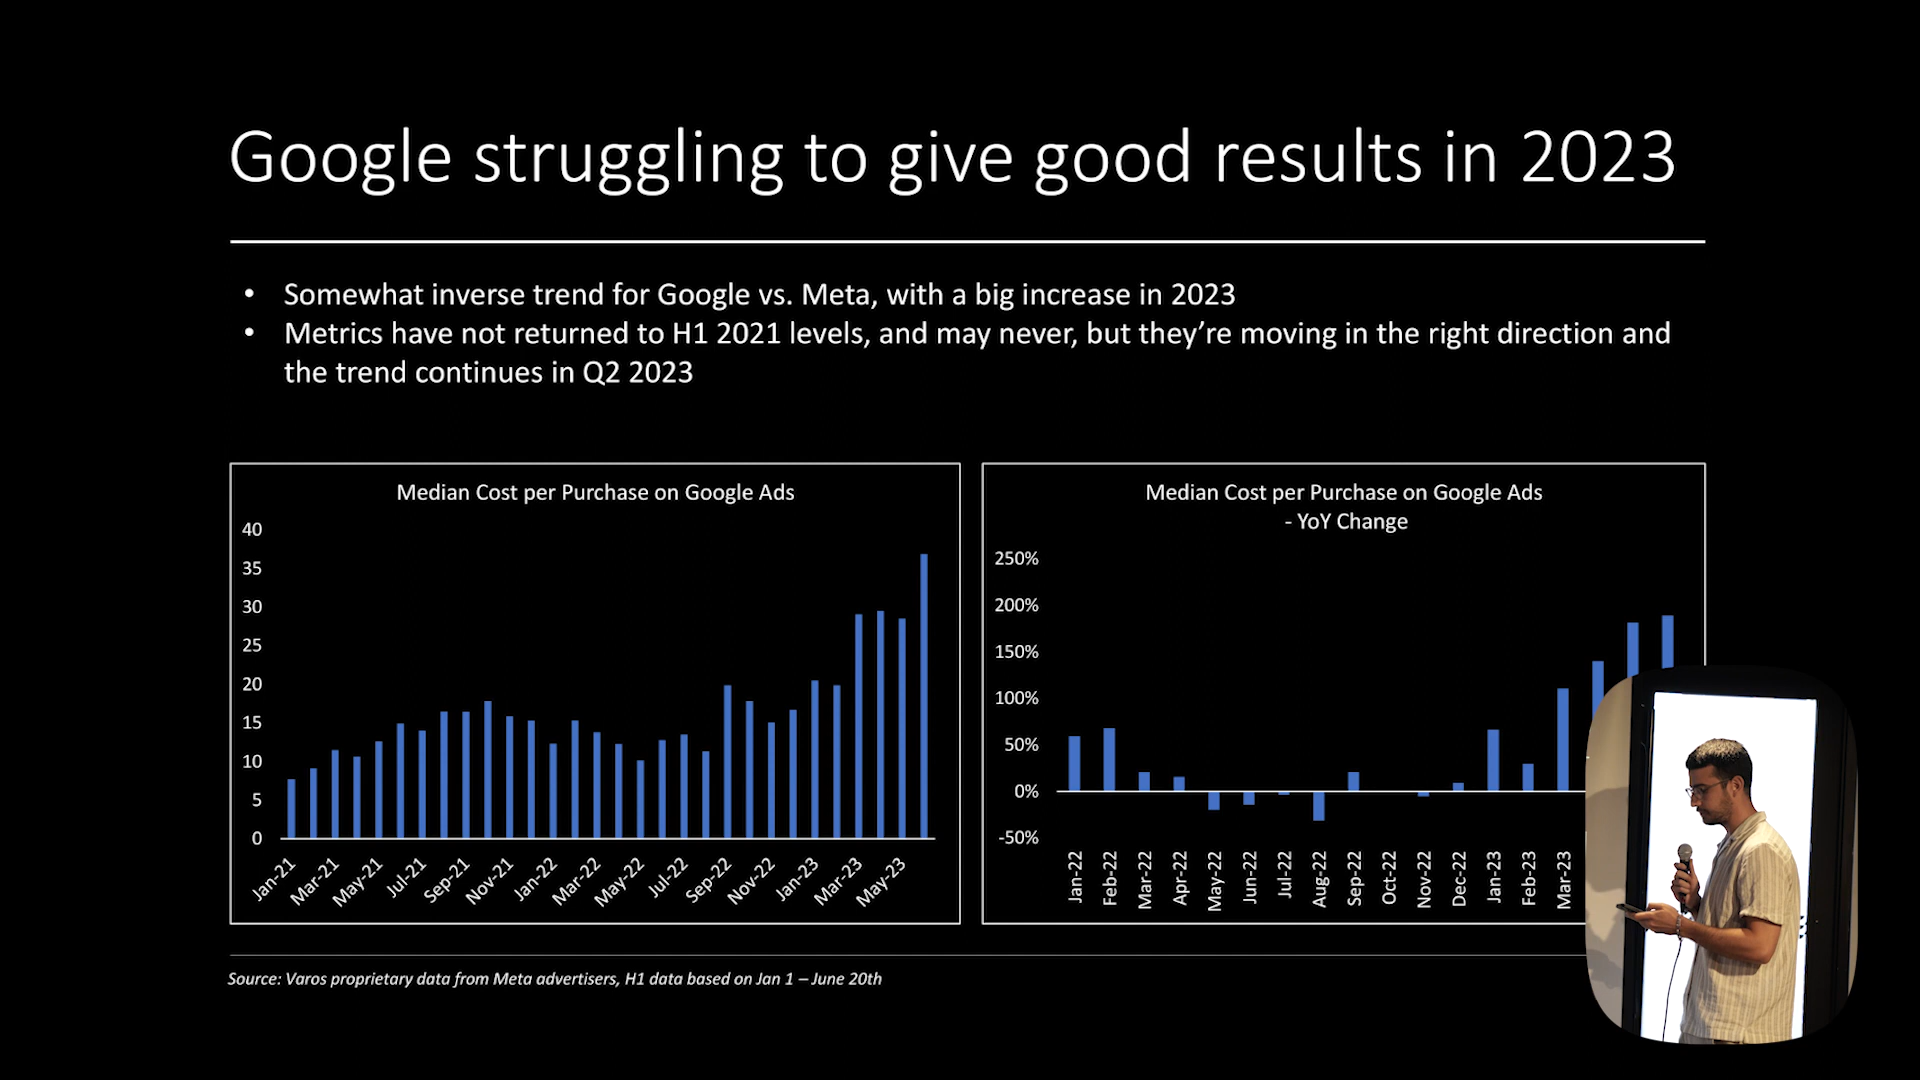 Google struggling to give good results in 2023
• Somewhat inverse trend for Google vs. Meta, with a big increase in 2023
• Metrics have not returned to H1 2021 levels, and may never, but they’re moving in the right direction and
the trend continues in Q2 2023
Median Cost per Purchase on Google Ads
40
35
30
25
20
15
10
5
0
Jan-21
Mar-21
May-21
Jul-21
Sep-21
Nov-21
Jan-22
Mar-22
May-22
Jul-22
Sep-22
Nov-22
Jan-23
Mar-23
May-23
Median Cost per Purchase on Google Ads
- YoY Change
250%
200%
150%
100%
50%
0%
-50%
Jan-22
Feb-22
Mar-22
Apr-22
May-22
Jun-22
Jul-22
Aug-22
Sep-22
Oct-22
Nov-22
Dec-22
Jan-23
Feb-23
Mar-23
Source: Varos proprietary data from Meta advertisers, H1 data based on Jan 1 – June 20th